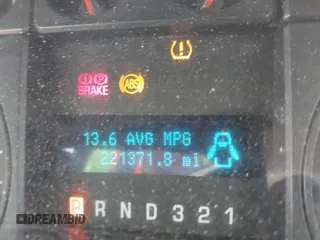 BRAKE
ABS
13.6 AVG MPG
221371.8 mi
P R N D 3 2 1
DREAMBID